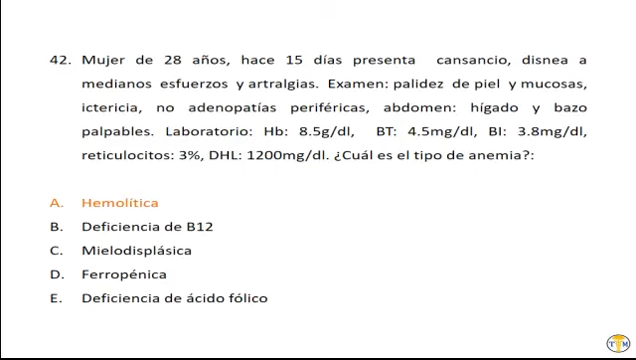 42. Mujer de 28 años, hace 15 días presenta cansancio, disnea a
medianos esfuerzos y artralgias. Examen: palidez de piel y mucosas,
ictericia, no adenopatías periféricas, abdomen: hígado y bazo
palpables. Laboratorio: Hb: 8.5g/dl, BT: 4.5mg/dl, BI: 3.8mg/dl,
reticulocitos: 3%, DHL: 1200mg/dl. ¿Cuál es el tipo de anemia?:
A. Hemolítica
B. Deficiencia de B12
C. Mielodisplásica
D. Ferropénica
E. Deficiencia de ácido fólico
TM